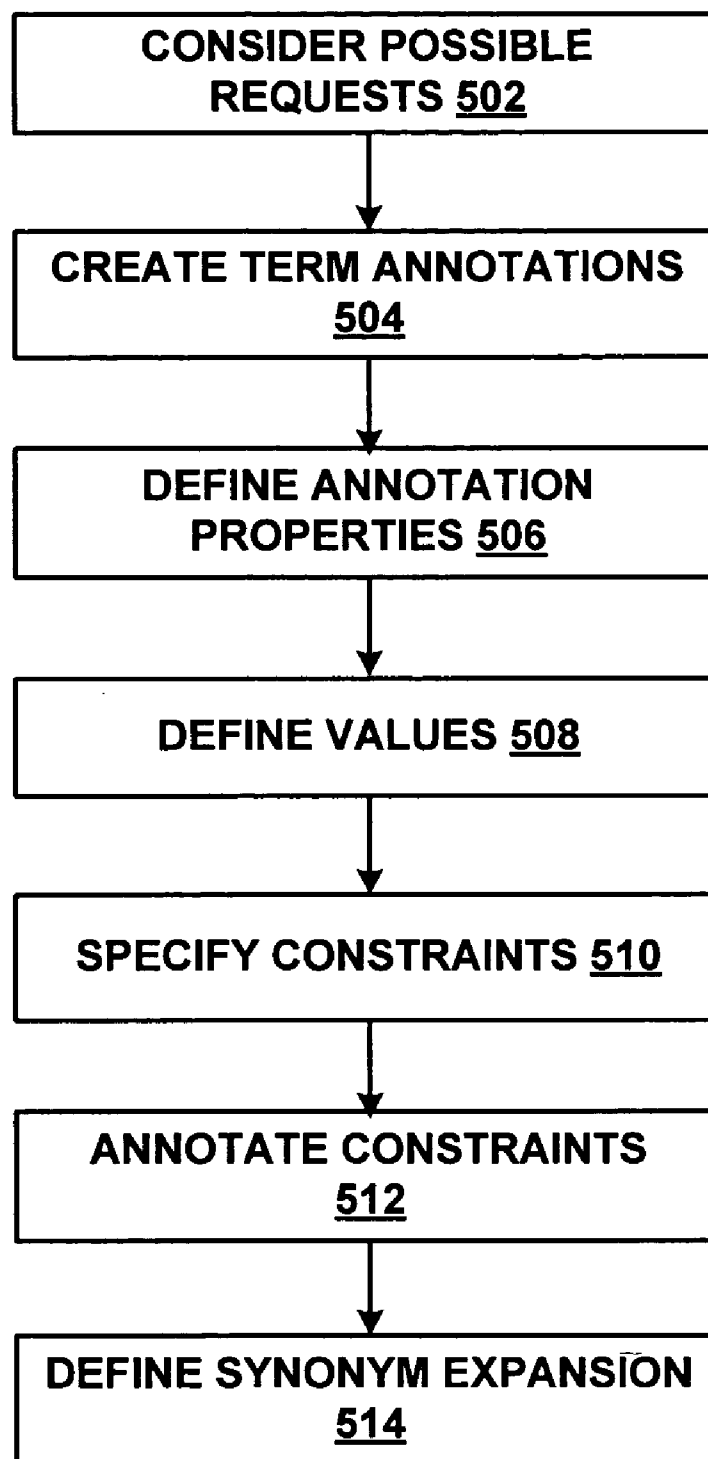 CONSIDER POSSIBLE
REQUESTS 502
CREATE TERM ANNOTATIONS
504
DEFINE ANNOTATION
PROPERTIES 506
DEFINE VALUES 508
SPECIFY CONSTRAINTS 510
ANNOTATE CONSTRAINTS
512
DEFINE SYNONYM EXPANSION
514